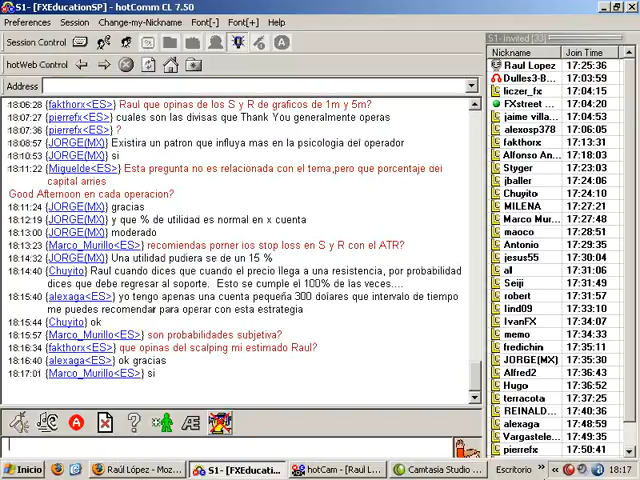 S1- [FXEducationSP] - hotComm CL 7.50
Preferences Session Change-my-Nickname Font[-] Font[+] Help
Session Control
hotWeb Control
Address
18:06:28 {fakthorx<ES>} Raul que opinas de los S y R de graficos de 1m y 5m?
18:07:27 {pierrefx<ES>} cuales son las divisas que Thank You generalmente operas
18:07:36 {pierrefx<ES>} ?
18:08:57 {JORGE(MX)} Existira un patron que influya mas en la psicologia del operador
18:10:53 {JORGE(MX)} si
18:11:22 {Miguelde<ES>} Esta pregunta no es relacionada con el tema,pero que porcentaje del
capital arries
Good Afternoon en cada operacion?
18:11:24 {JORGE(MX)} gracias
18:12:19 {JORGE(MX)} y que % de utilidad es normal en x cuenta
18:13:00 {JORGE(MX)} moderado
18:13:23 {Marco_Murillo<ES>} recomiendas porner ios stop loss en S y R con el ATR?
18:14:32 {JORGE(MX)} Una utilidad pudiera se de un 15 %
18:14:40 {Chuyito} Raul cuando dices que cuando el precio llega a una resistencia, por probabilidad
dices que debe regresar al soporte. Esto se cumple el 100% de las veces....
18:15:40 {alexaga<ES>} yo tengo apenas una cuenta pequeña 300 dolares que intervalo de tiempo
me puedes recomendar para operar con esta estrategia
18:15:44 {Chuyito} ok
18:15:57 {Marco_Murillo<ES>} son probabilidades subjetiva?
18:16:34 {fakthorx<ES>} que opinas del scalping mi estimado Raul?
18:16:40 {alexaga<ES>} ok gracias
18:17:01 {Marco_Murillo<ES>} si
S1- Invited [33]
Nickname Join Time
Raul Lopez 17:25:36
Dulles3-B... 17:03:59
liczer_fx 17:04:15
FXstreet ... 17:04:20
jaime villa... 17:04:53
alexosp378 17:06:05
fakthorx 17:13:11
Alfonso An... 17:18:03
Styger 17:23:04
jballer 17:24:06
Chuyito 17:24:10
MILENA 17:27:21
Marco Mur... 17:27:48
maoco 17:28:51
Antonio 17:29:35
jesus55 17:30:04
al 17:31:21
Seiji 17:31:49
robert 17:31:56
lind09 17:33:10
IvanFX 17:34:07
memo 17:34:33
fredichin 17:35:11
JORGE(MX) 17:35:30
Alfred2 17:36:43
Hugo 17:36:52
terracota 17:37:25
REINALD... 17:40:36
alexaga 17:48:59
Vargastele... 17:49:35
pierrefx 17:50:41
Inicio Raúl López - Moz... S1- [FXEducati... hotCam - [Raul L... Camtasia Studio ... Escritorio » 18:17